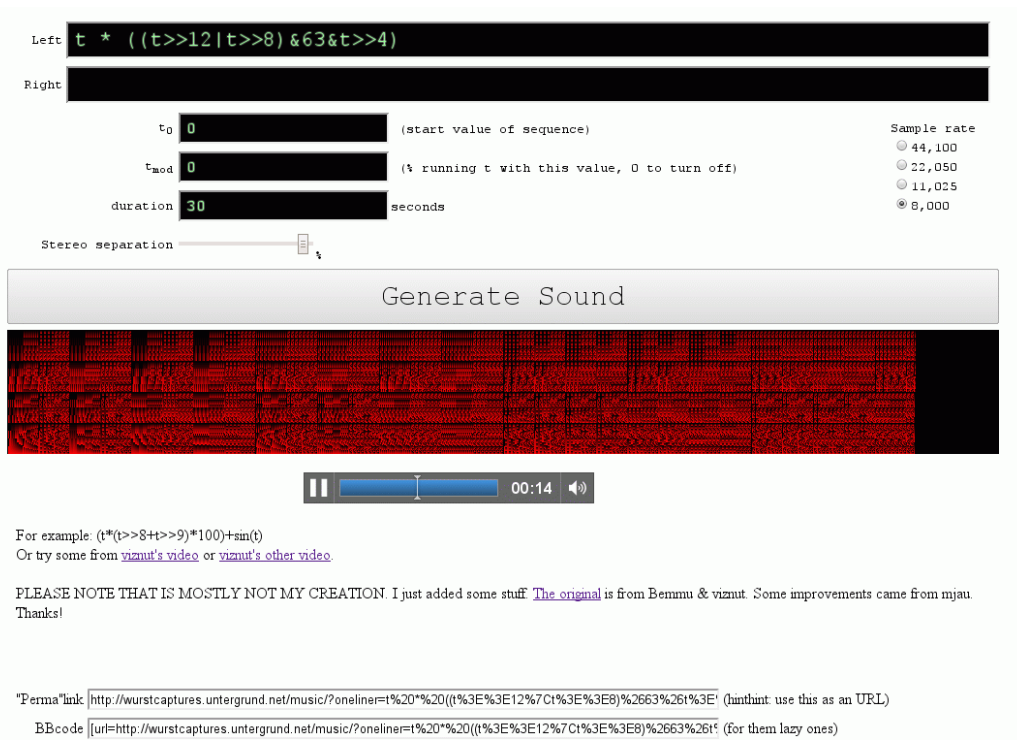 Left t * ((t>>12|t>>8)&63&t>>4)
Right
t0 0 (start value of sequence)
Sample rate
44,100
tmod 0 (% running t with this value, 0 to turn off)
22,050
11,025
duration 30 seconds
8,000
Stereo separation %
Generate Sound
00:14
For example: (t*(t>>8+t>>9)*100)+sin(t)
Or try some from viznut's video or viznut's other video.
PLEASE NOTE THAT IS MOSTLY NOT MY CREATION. I just added some stuff. The original is from Bemmu & viznut. Some improvements came from mjau.
Thanks!
"Perma"link http://wurstcaptures.untergrund.net/music/?oneliner=t%20*%20((t%3E%3E12%7Ct%3E%3E8)%2663%26t%3E% (hinthint: use this as an URL)
BBcode [url=http://wurstcaptures.untergrund.net/music/?oneliner=t%20*%20((t%3E%3E12%7Ct%3E%3E8)%2663%26t% (for them lazy ones)